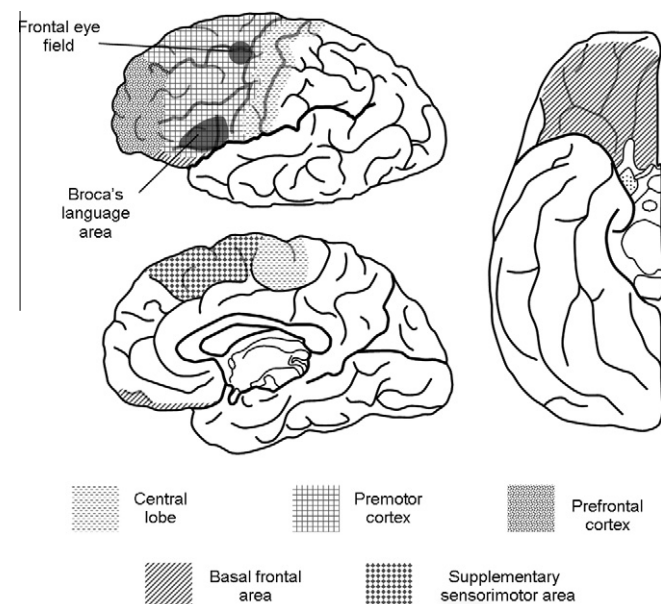 Frontal eye
field
Broca's
language
area
Central
lobe
Premotor
cortex
Prefrontal
cortex
Basal frontal
area
Supplementary
sensorimotor area